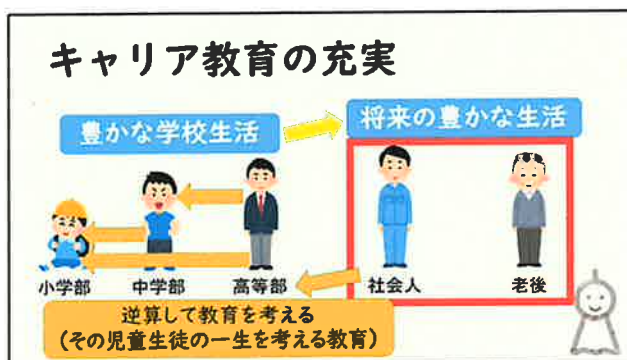 キャリア教育の充実
豊かな学校生活
将来の豊かな生活
小学部
中学部
高等部
社会人
老後
逆算して教育を考える
(その児童生徒の一生を考える教育)